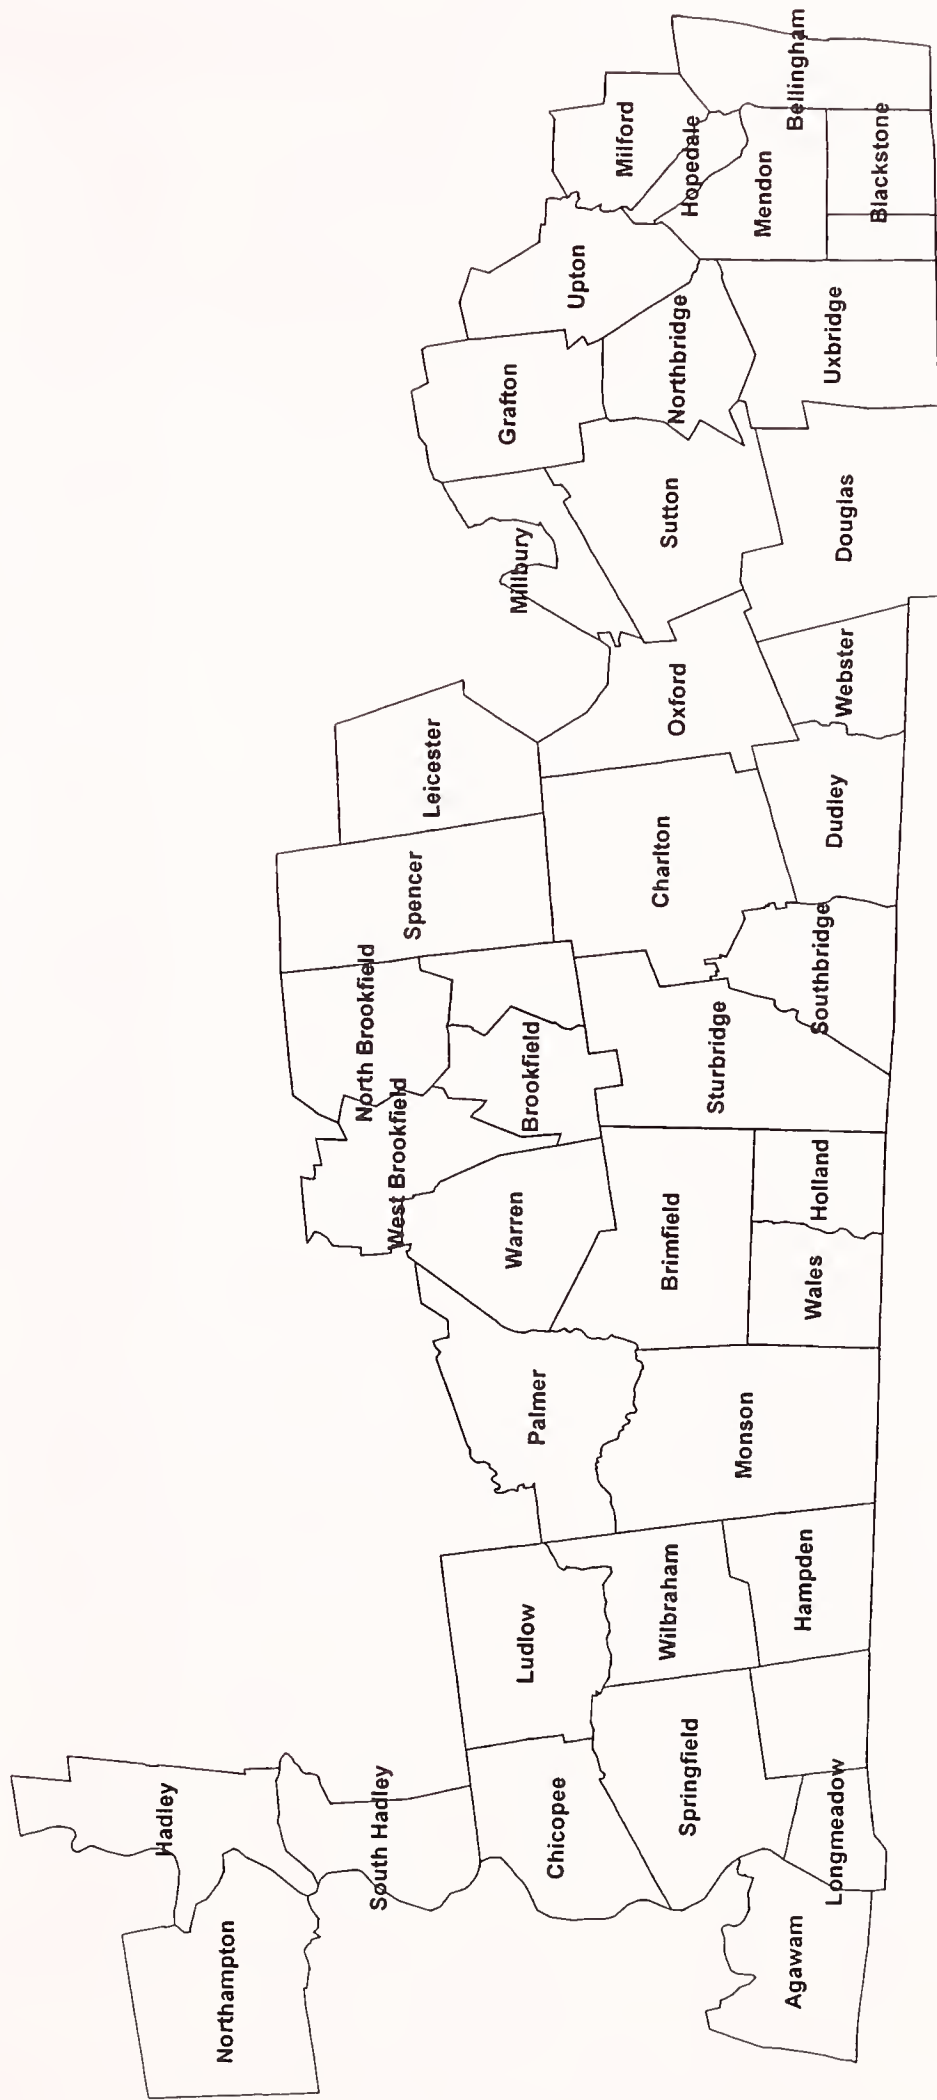 Northampton
Hadley
South Hadley
Agawam
Longmeadow
Chicopee
Springfield
Ludlow
Wilbraham
Hampden
Palmer
Monson
West Brookfield
Warren
Brimfield
Wales
Holland
North Brookfield
Brookfield
Sturbridge
Southbridge
Spencer
Leicester
Charlton
Dudley
Oxford
Webster
Millbury
Sutton
Douglas
Grafton
Northbridge
Uxbridge
Upton
Milford
Hopedale
Mendon
Blackstone
Bellingham